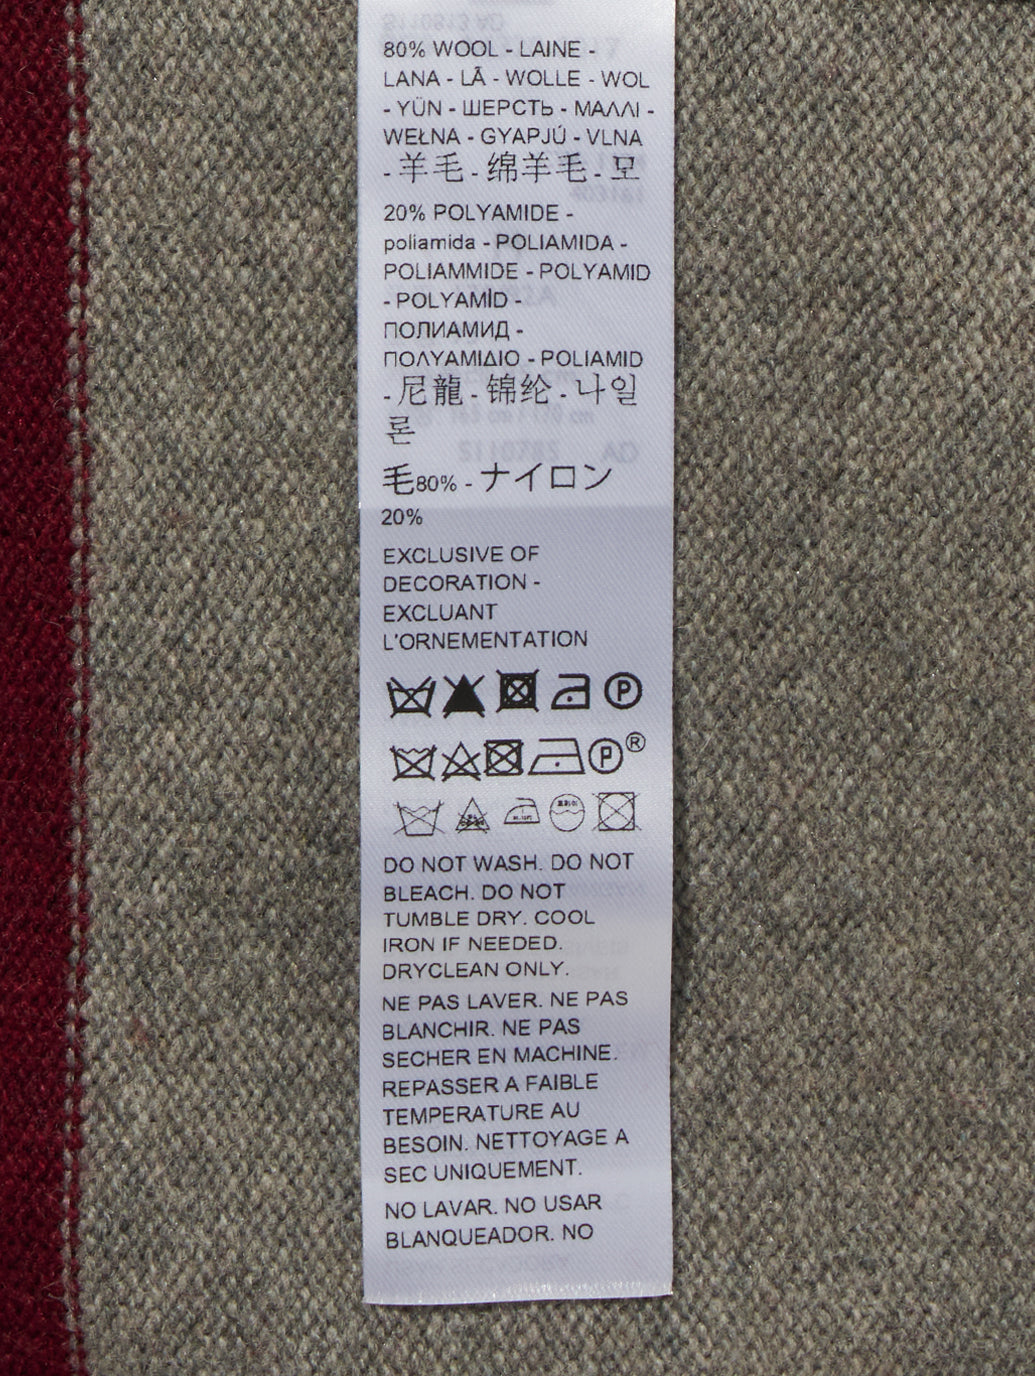 80% WOOL - LAINE -
LANA - LÃ - WOLLE - WOL
- YÜN - ШЕРСТЬ - ΜΑΛΛΙ -
WEŁNA - GYAPJÚ - VLNA
- 羊毛 - 绵羊毛 - 모
20% POLYAMIDE -
poliamida - POLIAMIDA -
POLIAMMIDE - POLYAMID
- POLYAMİD -
ПОЛИАМИД -
ΠΟΛΥΑΜΙΔΙΟ - POLIAMID
- 尼龍 - 锦纶 - 나일
론
毛80% - ナイロン
20%
EXCLUSIVE OF
DECORATION -
EXCLUANT
L'ORNEMENTATION
P
P®
드라이
DO NOT WASH. DO NOT
BLEACH. DO NOT
TUMBLE DRY. COOL
IRON IF NEEDED.
DRYCLEAN ONLY.
NE PAS LAVER. NE PAS
BLANCHIR. NE PAS
SECHER EN MACHINE.
REPASSER A FAIBLE
TEMPERATURE AU
BESOIN. NETTOYAGE A
SEC UNIQUEMENT.
NO LAVAR. NO USAR
BLANQUEADOR. NO